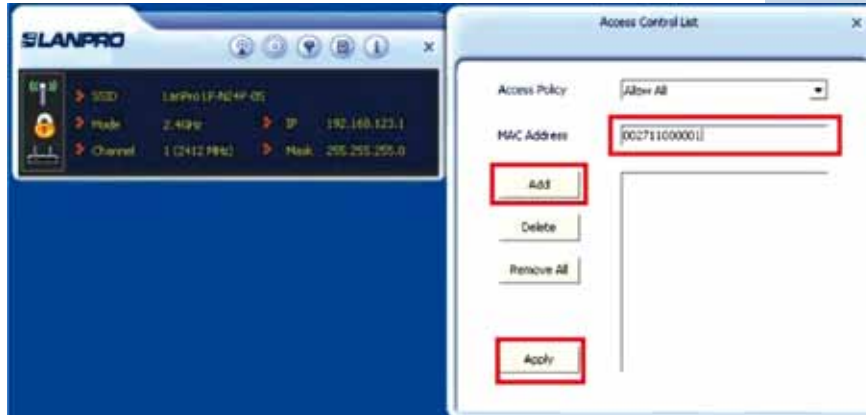 LANPRO
SSID LanPro LP-N24P-05
Mode 2.4GHz IP 192.168.123.1
Channel 1 (2412 MHz) Mask 255.255.255.0
Access Control List
Access Policy Allow All
MAC Address 002711000001
Add
Delete
Remove All
Apply